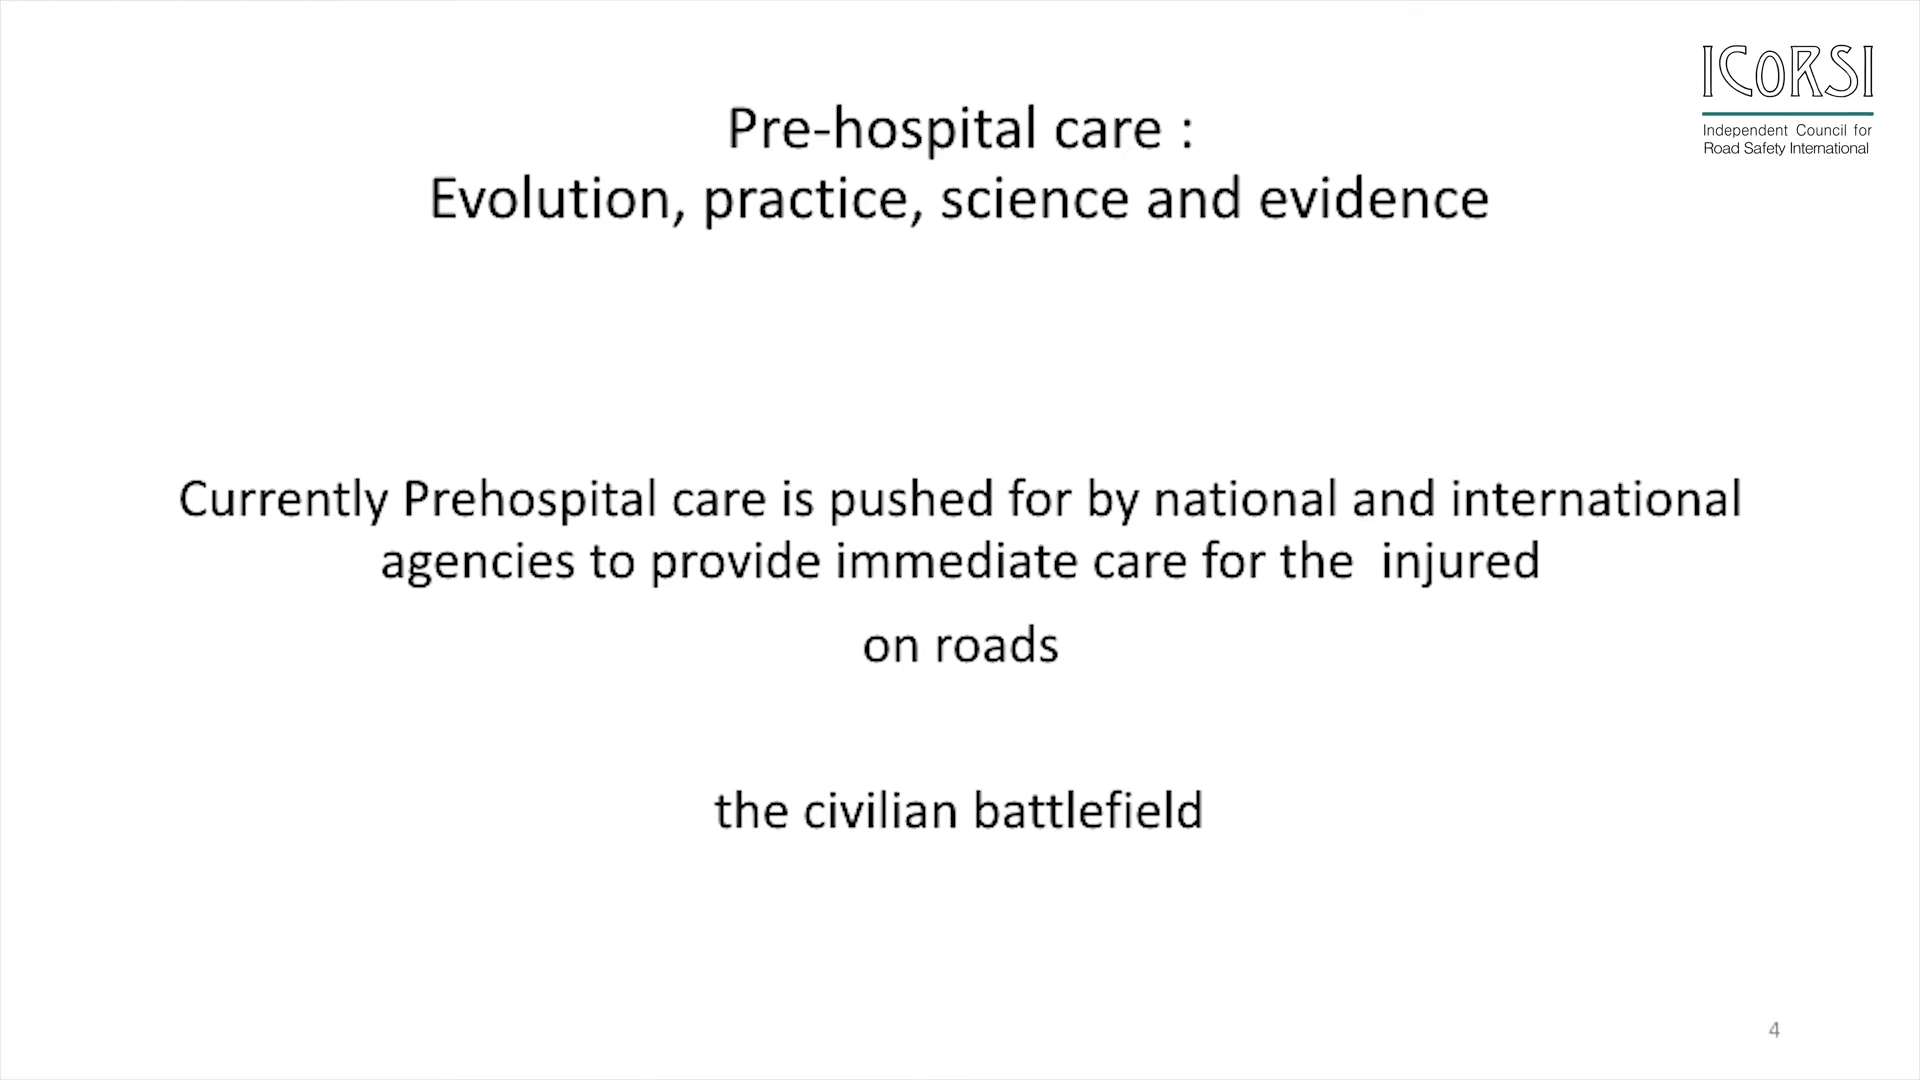 ICoRSI
Independent Council for
Road Safety International
Pre-hospital care :
Evolution, practice, science and evidence
Currently Prehospital care is pushed for by national and international
agencies to provide immediate care for the  injured
on roads
the civilian battlefield
4